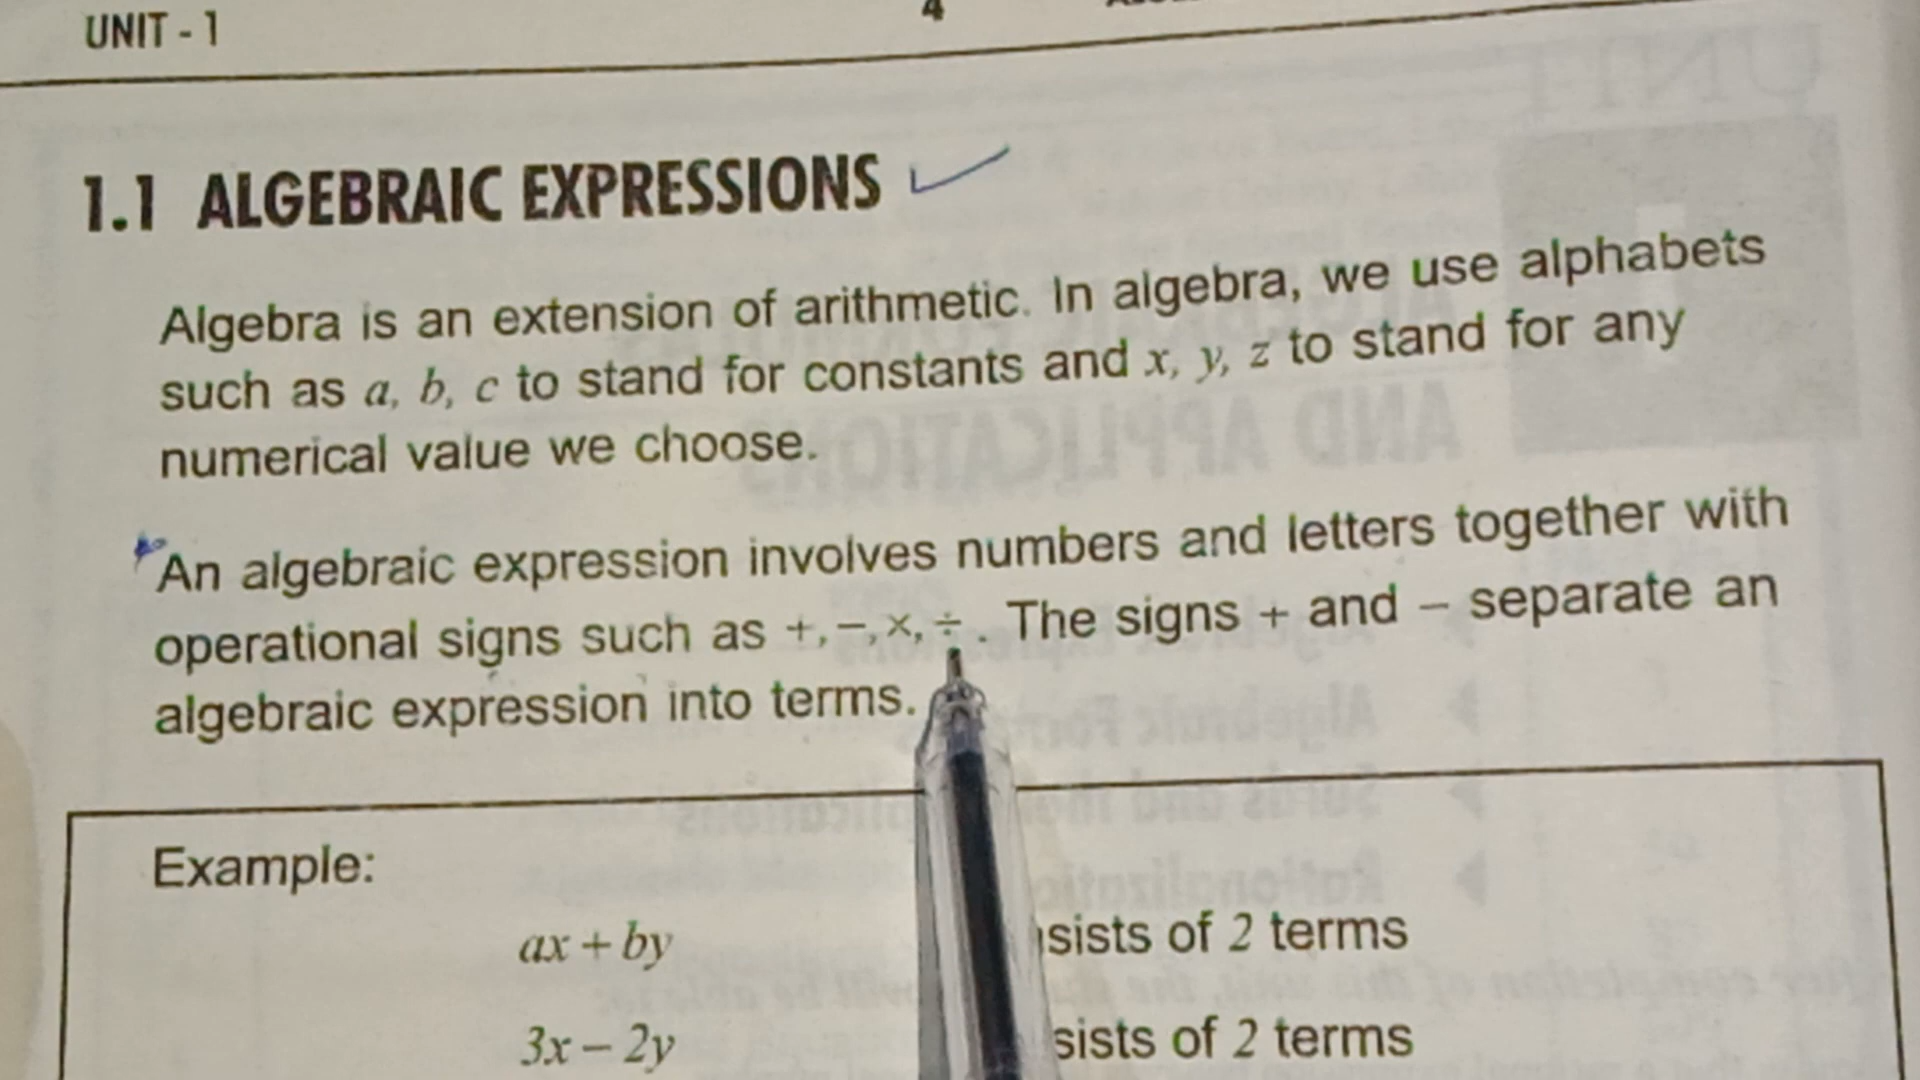 UNIT - 1 4
1.1 ALGEBRAIC EXPRESSIONS
Algebra is an extension of arithmetic. In algebra, we use alphabets
such as a, b, c to stand for constants and x, y, z to stand for any
numerical value we choose.
An algebraic expression involves numbers and letters together with
operational signs such as +, −, ×, ÷ . The signs + and − separate an
algebraic expression into terms.
Example:
ax + by sists of 2 terms
3x − 2y sists of 2 terms